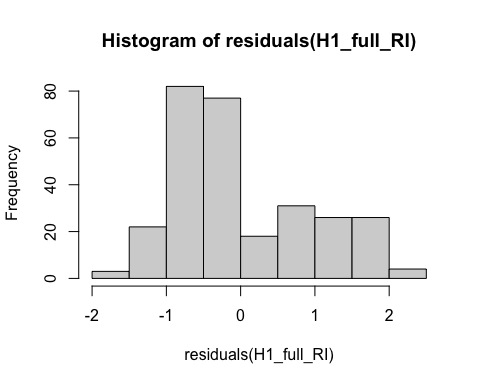 Histogram of residuals(H1_full_RI)
Frequency
80
60
40
20
0
-2 -1 0 1 2
residuals(H1_full_RI)